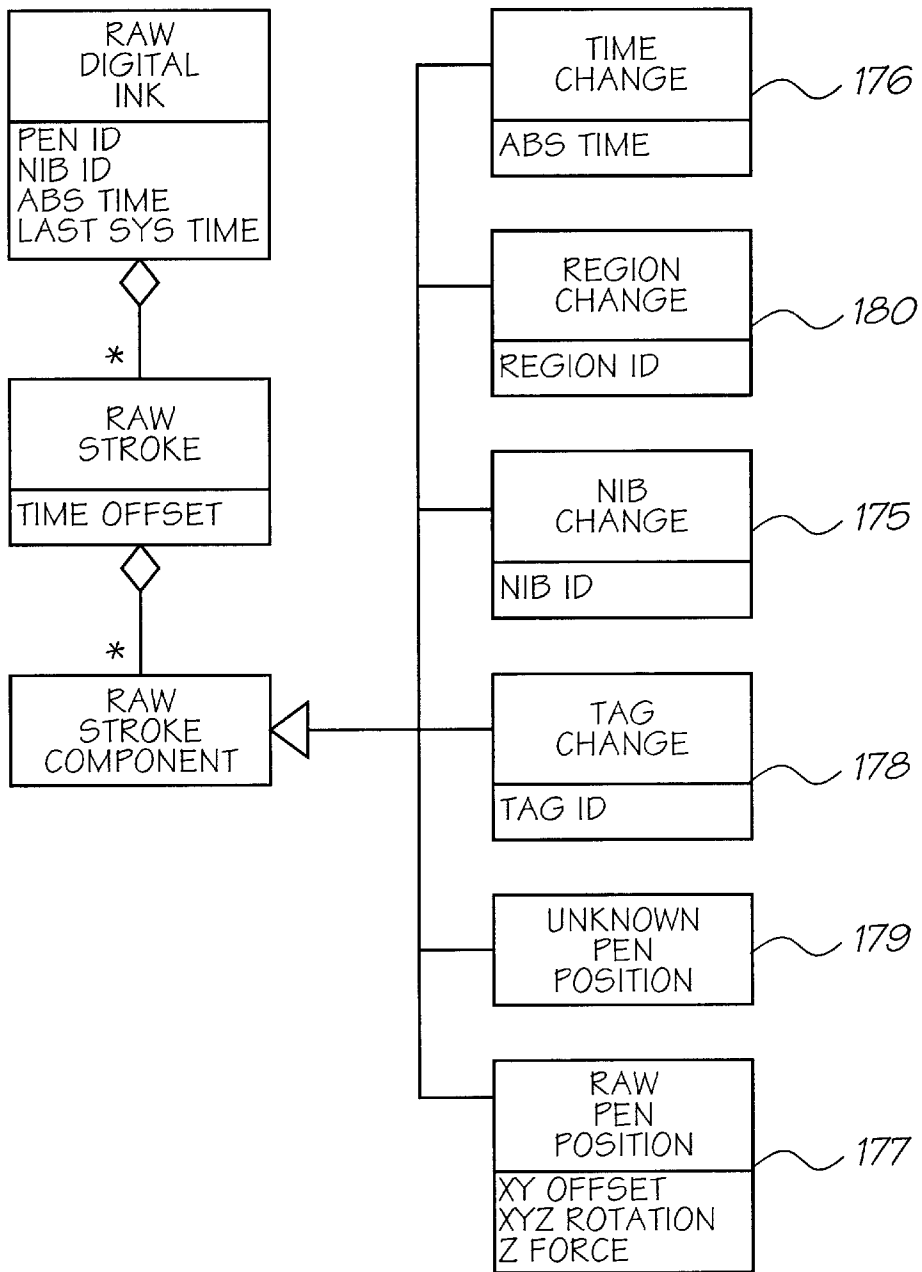 RAW
DIGITAL
INK
PEN ID
NIB ID
ABS TIME
LAST SYS TIME
*
RAW
STROKE
TIME OFFSET
*
RAW
STROKE
COMPONENT
TIME
CHANGE
ABS TIME
176
REGION
CHANGE
REGION ID
180
NIB
CHANGE
NIB ID
175
TAG
CHANGE
TAG ID
178
UNKNOWN
PEN
POSITION
179
RAW
PEN
POSITION
XY OFFSET
XYZ ROTATION
Z FORCE
177